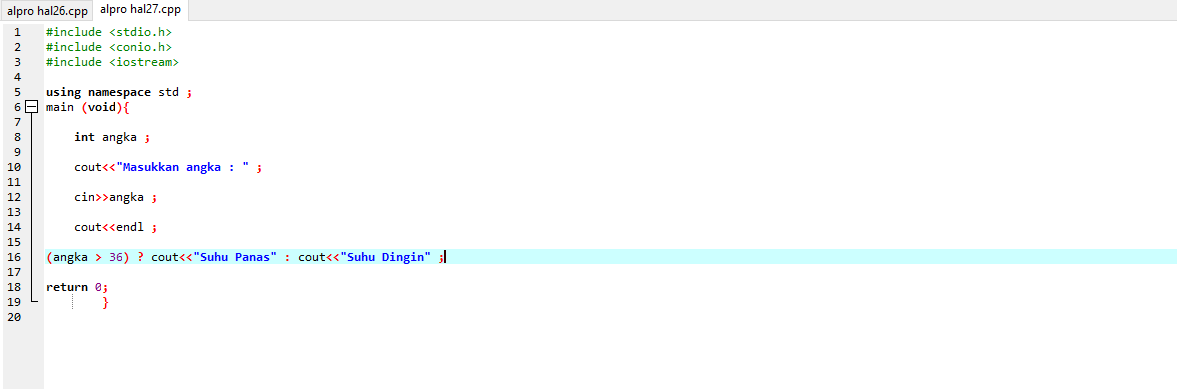 alpro hal26.cpp alpro hal27.cpp
1 #include <stdio.h>
2 #include <conio.h>
3 #include <iostream>
4
5 using namespace std ;
6 main (void){
7
8 int angka ;
9
10 cout<<"Masukkan angka : " ;
11
12 cin>>angka ;
13
14 cout<<endl ;
15
16 (angka > 36) ? cout<<"Suhu Panas" : cout<<"Suhu Dingin" ;
17
18 return 0;
19 }
20